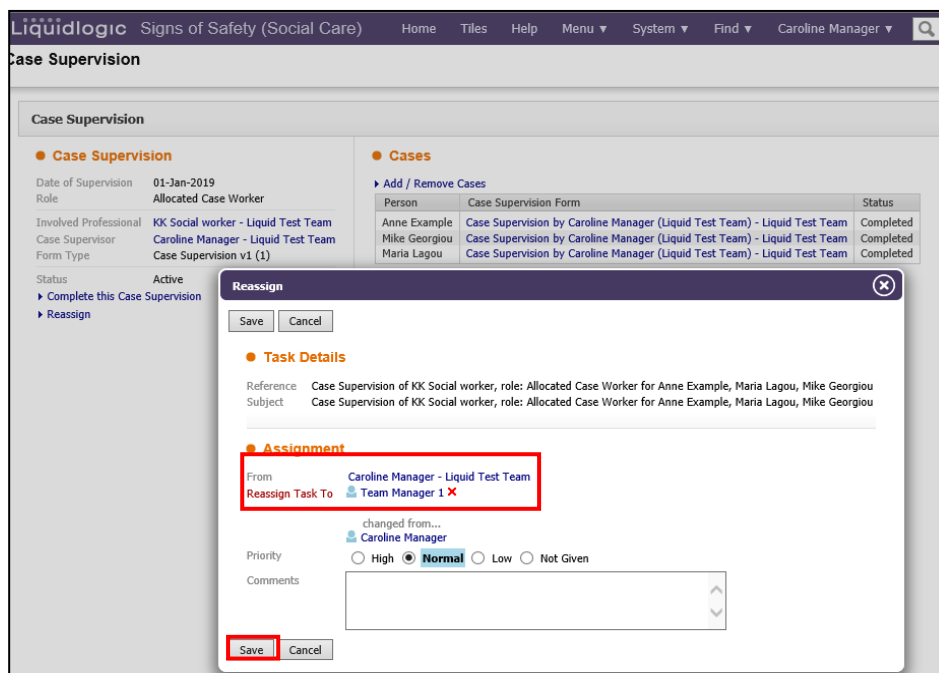 Liquidlogic Signs of Safety (Social Care) Home Tiles Help Menu ▼ System ▼ Find ▼ Caroline Manager ▼
Case Supervision
Case Supervision
Case Supervision
Date of Supervision 01-Jan-2019
Role Allocated Case Worker
Involved Professional KK Social worker - Liquid Test Team
Case Supervisor Caroline Manager - Liquid Test Team
Form Type Case Supervision v1 (1)
Status Active
Complete this Case Supervision
Reassign
Cases
Add / Remove Cases
Person Case Supervision Form Status
Anne Example Case Supervision by Caroline Manager (Liquid Test Team) - Liquid Test Team Completed
Mike Georgiou Case Supervision by Caroline Manager (Liquid Test Team) - Liquid Test Team Completed
Maria Lagou Case Supervision by Caroline Manager (Liquid Test Team) - Liquid Test Team Completed
Reassign
Save Cancel
Task Details
Reference Case Supervision of KK Social worker, role: Allocated Case Worker for Anne Example, Maria Lagou, Mike Georgiou
Subject Case Supervision of KK Social worker, role: Allocated Case Worker for Anne Example, Maria Lagou, Mike Georgiou
Assignment
From Caroline Manager - Liquid Test Team
Reassign Task To Team Manager 1
changed from...
Caroline Manager
Priority High Normal Low Not Given
Comments
Save Cancel